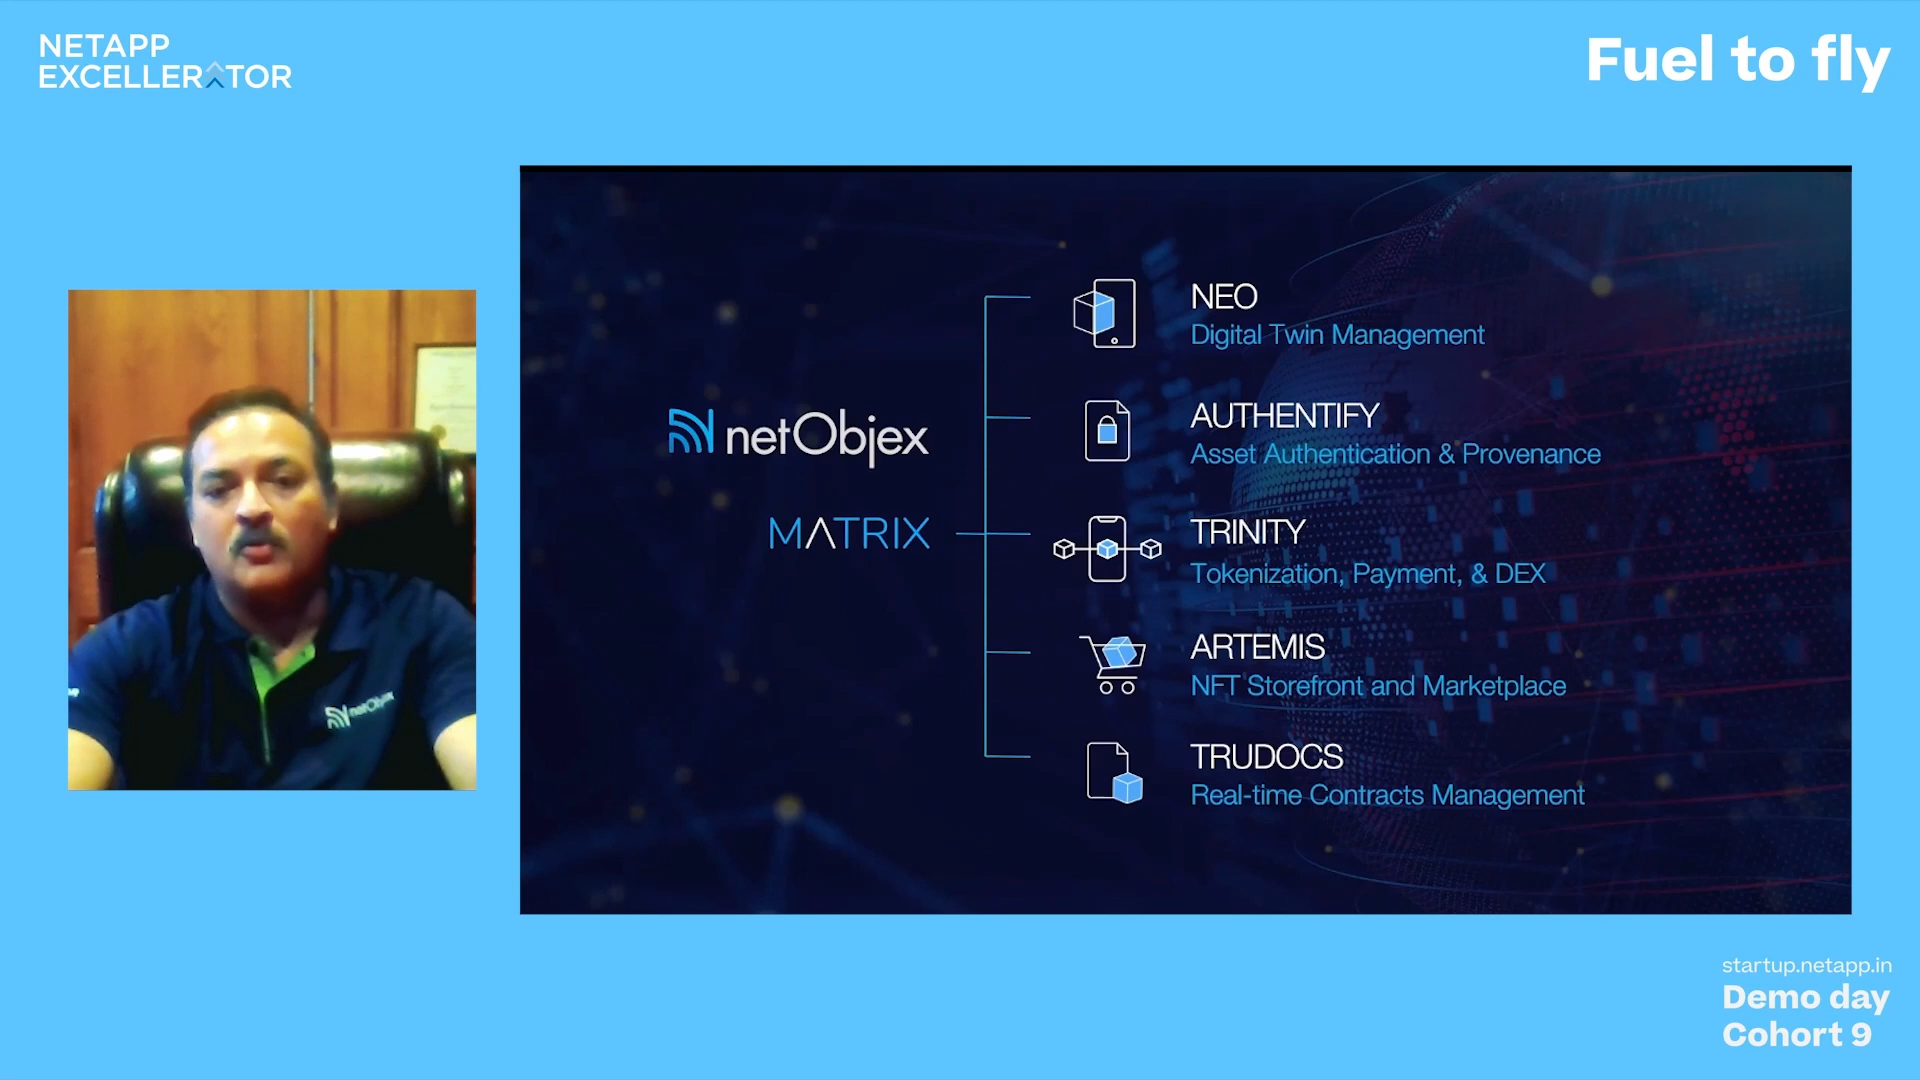 NETAPP
EXCELLERATOR
Fuel to fly
netObjex
MATRIX
NEO
Digital Twin Management
AUTHENTIFY
Asset Authentication & Provenance
TRINITY
Tokenization, Payment, & DEX
ARTEMIS
NFT Storefront and Marketplace
TRUDOCS
Real-time Contracts Management
netObjex
startup.netapp.in
Demo day
Cohort 9